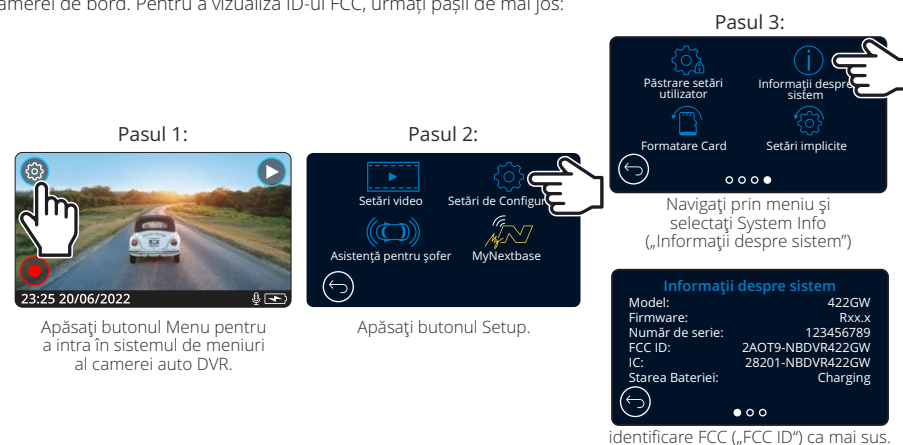 camerei de bord. Pentru a vizualiza ID-ul FCC, urmați pașii de mai jos:
Pasul 1:
23:25 20/06/2022
Apăsaţi butonul Menu pentru
a intra în sistemul de meniuri
al camerei auto DVR.
Pasul 2:
Setări video
Setări de Configur
Asistenţă pentru şofer
MyNextbase
Apăsaţi butonul Setup.
Pasul 3:
Păstrare setări
utilizator
Informaţii despre
sistem
Formatare Card
Setări implicite
Navigaţi prin meniu şi
selectaţi System Info
(„Informaţii despre sistem”)
Informaţii despre sistem
Model: 422GW
Firmware: Rxx.x
Număr de serie: 123456789
FCC ID: 2AOT9-NBDVR422GW
IC: 28201-NBDVR422GW
Starea Bateriei: Charging
identificare FCC („FCC ID“) ca mai sus.